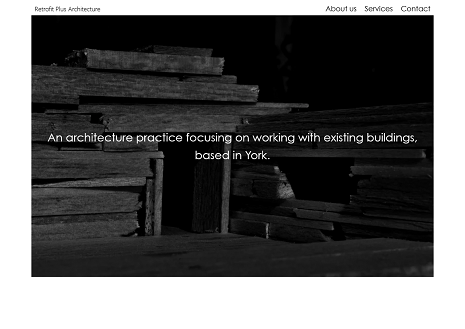 Retrofit Plus Architecture
About us Services Contact
An architecture practice focusing on working with existing buildings,
based in York.